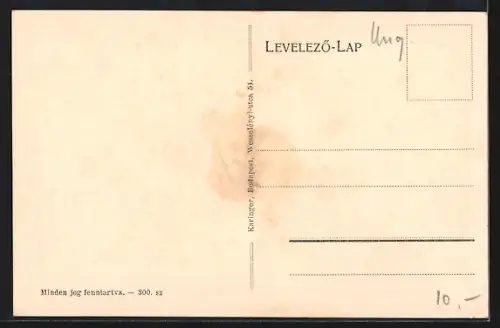 LEVELEZŐ-LAP
Ung
Karinger, Budapest, Wesselényi-utca 51.
Minden jog fenntartva. — 300. sz
10,-